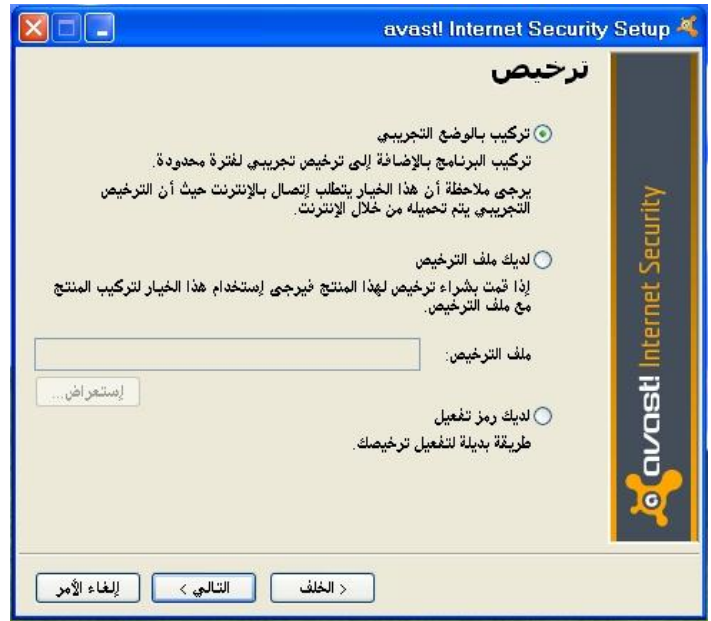 avast! Internet Security Setup
ترخيص
تركيب بالوضع التجريبي
تركيب البرنامج بالإضافة إلى ترخيص تجريبي لفترة محدودة.
يرجى ملاحظة أن هذا الخيار يتطلب إتصال بالإنترنت حيث أن الترخيص
التجريبي يتم تحميله من خلال الإنترنت.
لديك ملف الترخيص
إذا قمت بشراء ترخيص لهذا المنتج فيرجى إستخدام هذا الخيار لتركيب المنتج
مع ملف الترخيص.
ملف الترخيص:
إستعراض...
لديك رمز تفعيل
طريقة بديلة لتفعيل ترخيصك.
avast! Internet Security
< الخلف
التالي >
إلغاء الأمر